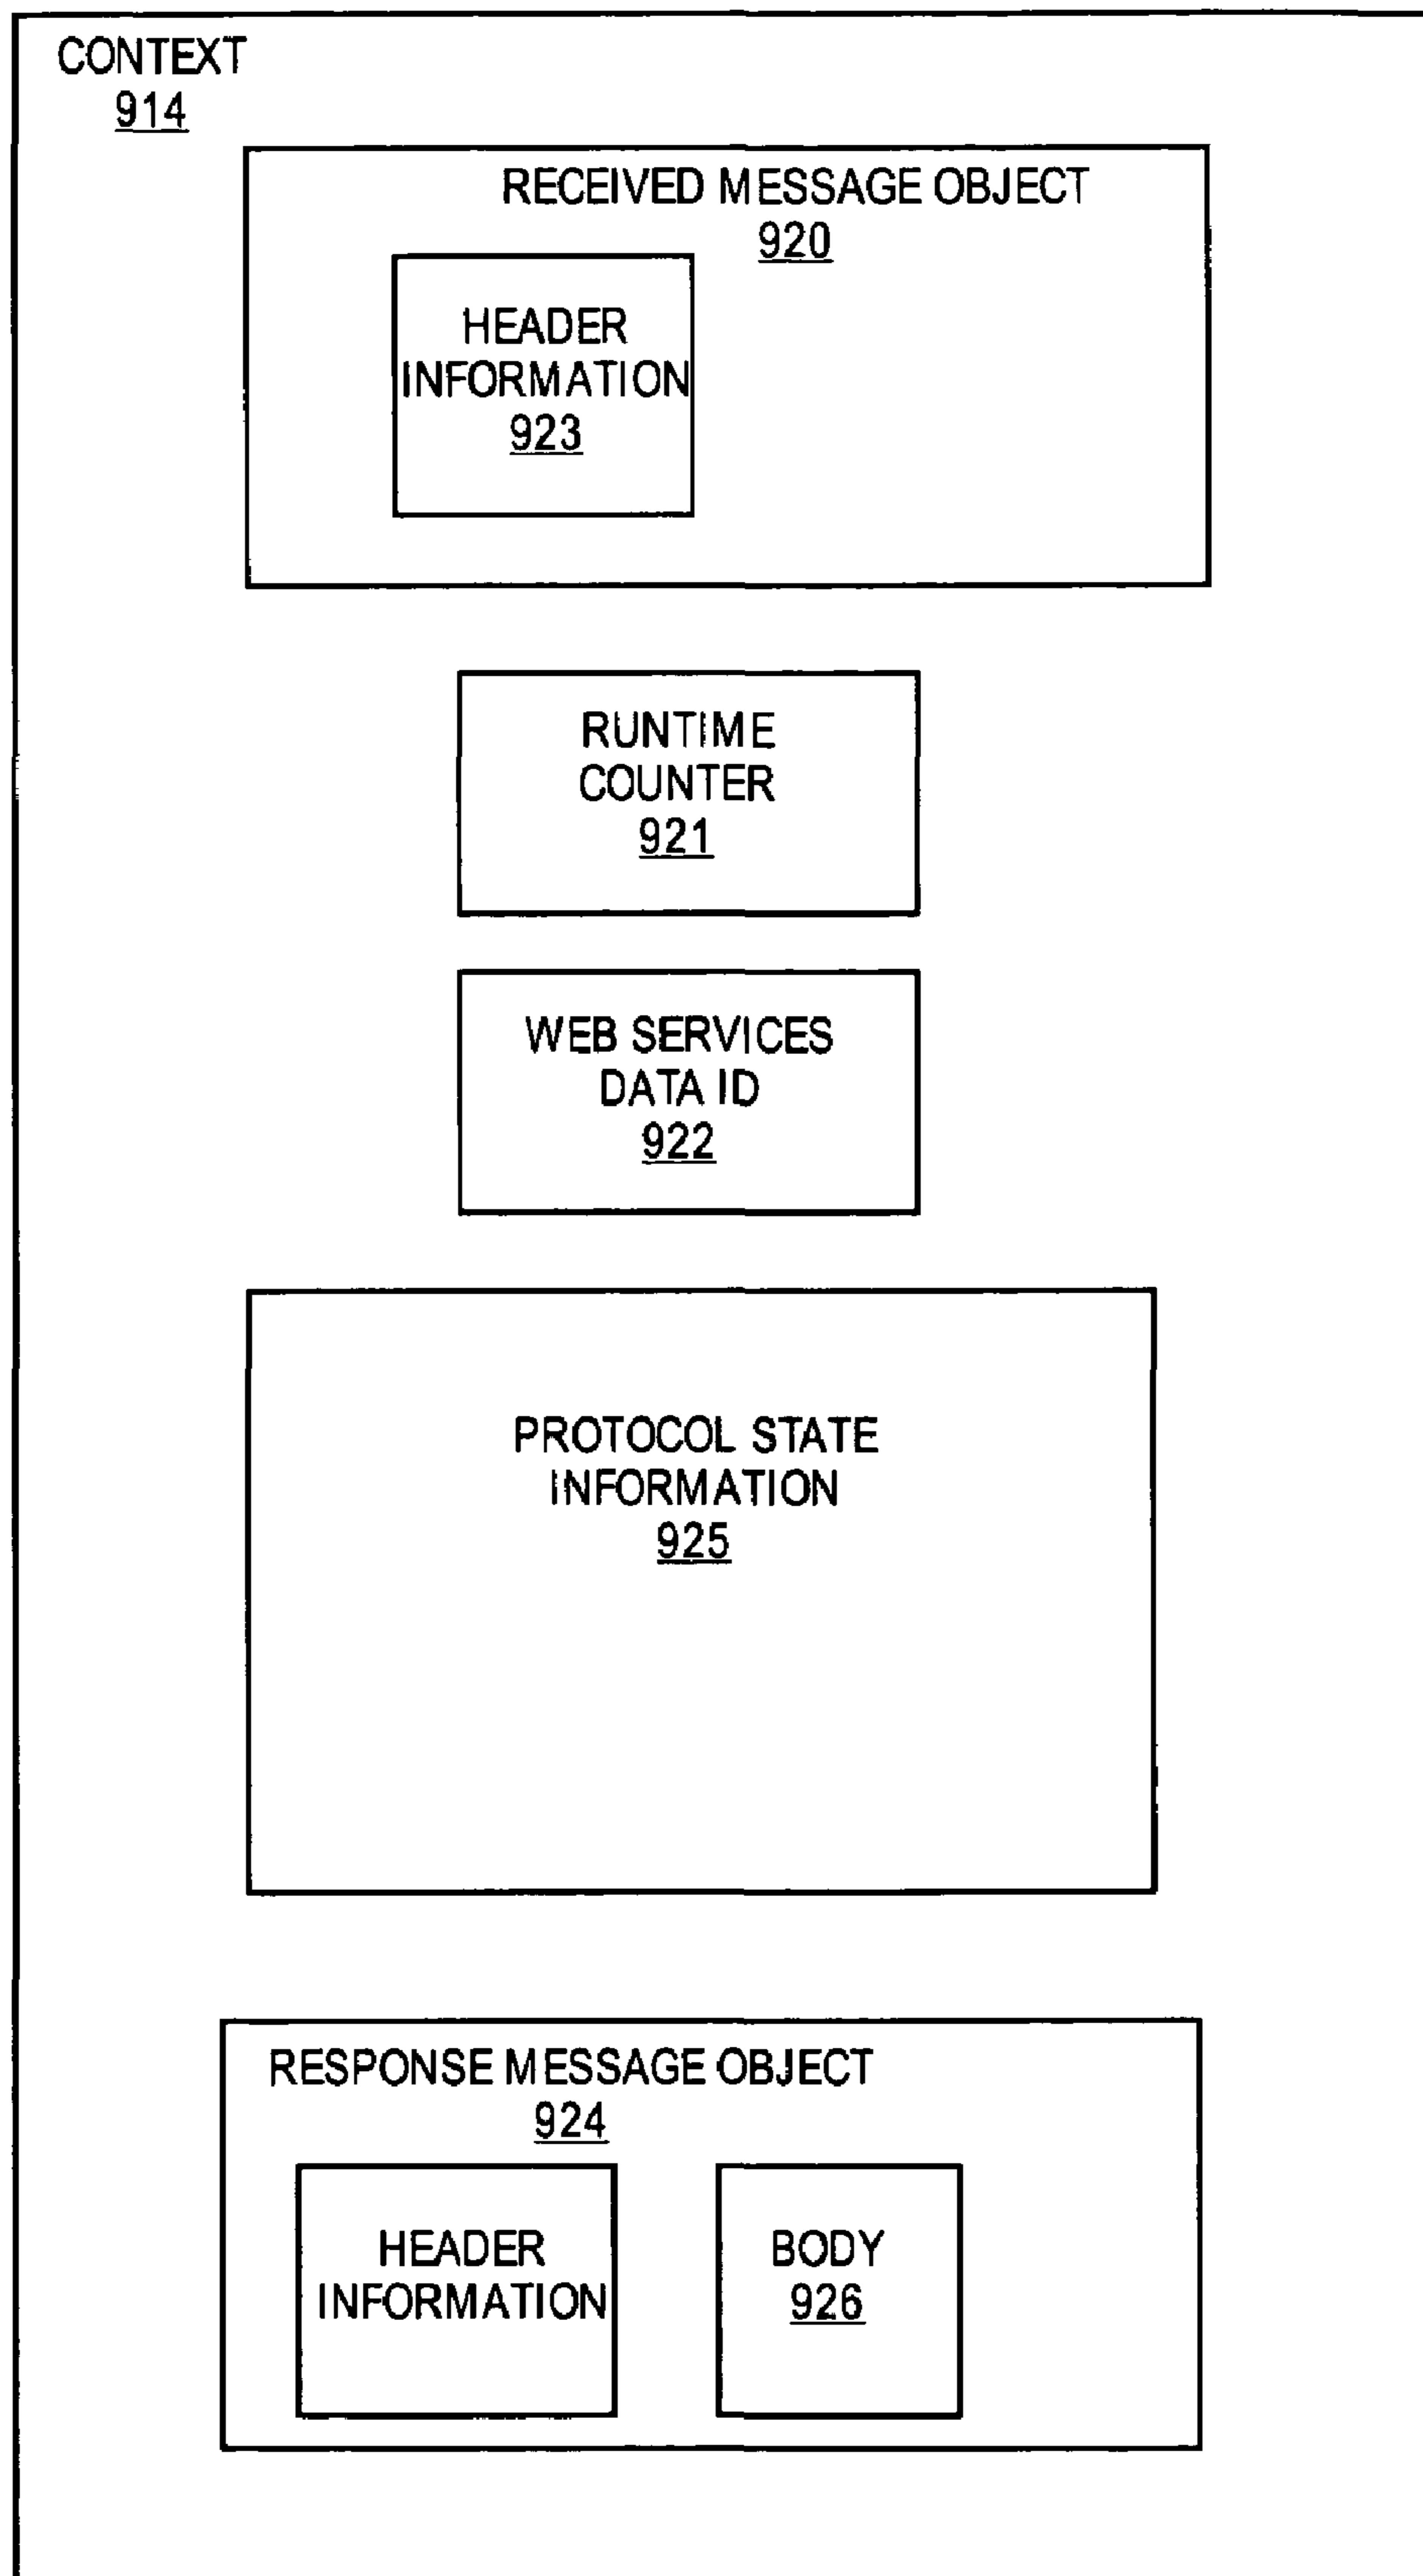 CONTEXT
914
RECEIVED MESSAGE OBJECT
920
HEADER
INFORMATION
923
RUNTIME
COUNTER
921
WEB SERVICES
DATA ID
922
PROTOCOL STATE
INFORMATION
925
RESPONSE MESSAGE OBJECT
924
HEADER
INFORMATION
BODY
926